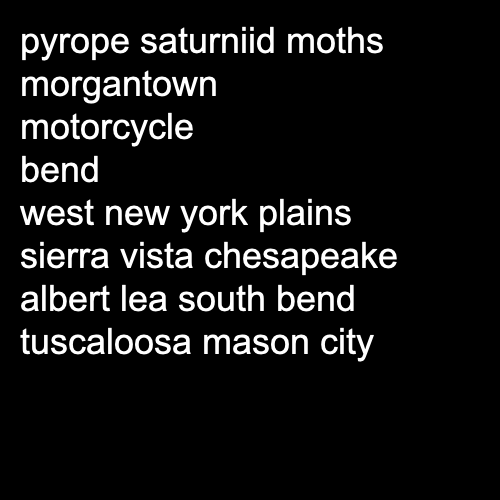 pyrope saturniid moths
morgantown
motorcycle
bend
west new york plains
sierra vista chesapeake
albert lea south bend
tuscaloosa mason city